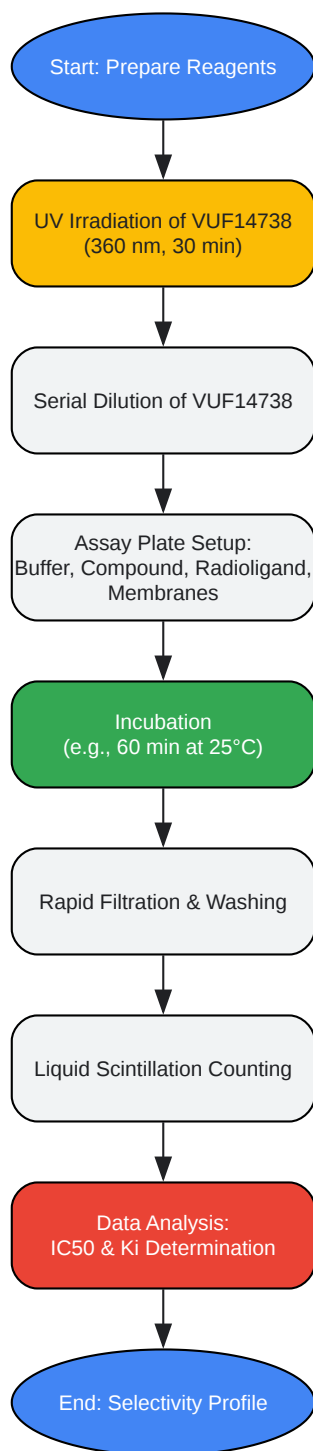 Start: Prepare Reagents
UV Irradiation of VUF14738
(360 nm, 30 min)
Serial Dilution of VUF14738
Assay Plate Setup:
Buffer, Compound, Radioligand,
Membranes
Incubation
(e.g., 60 min at 25°C)
Rapid Filtration & Washing
Liquid Scintillation Counting
Data Analysis:
IC50 & Ki Determination
End: Selectivity Profile